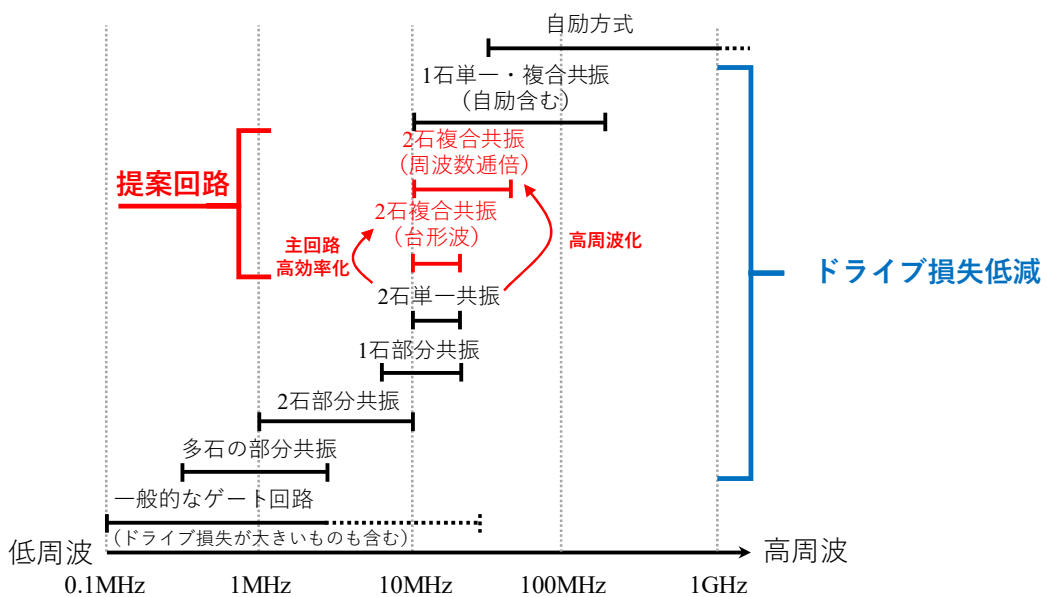 自励方式
1石単一・複合共振
（自励含む）
2石複合共振
（周波数逓倍）
提案回路
2石複合共振
（台形波）
主回路
高効率化
高周波化
ドライブ損失低減
2石単一共振
1石部分共振
2石部分共振
多石の部分共振
一般的なゲート回路
（ドライブ損失が大きいものも含む）
低周波
高周波
0.1MHz
1MHz
10MHz
100MHz
1GHz